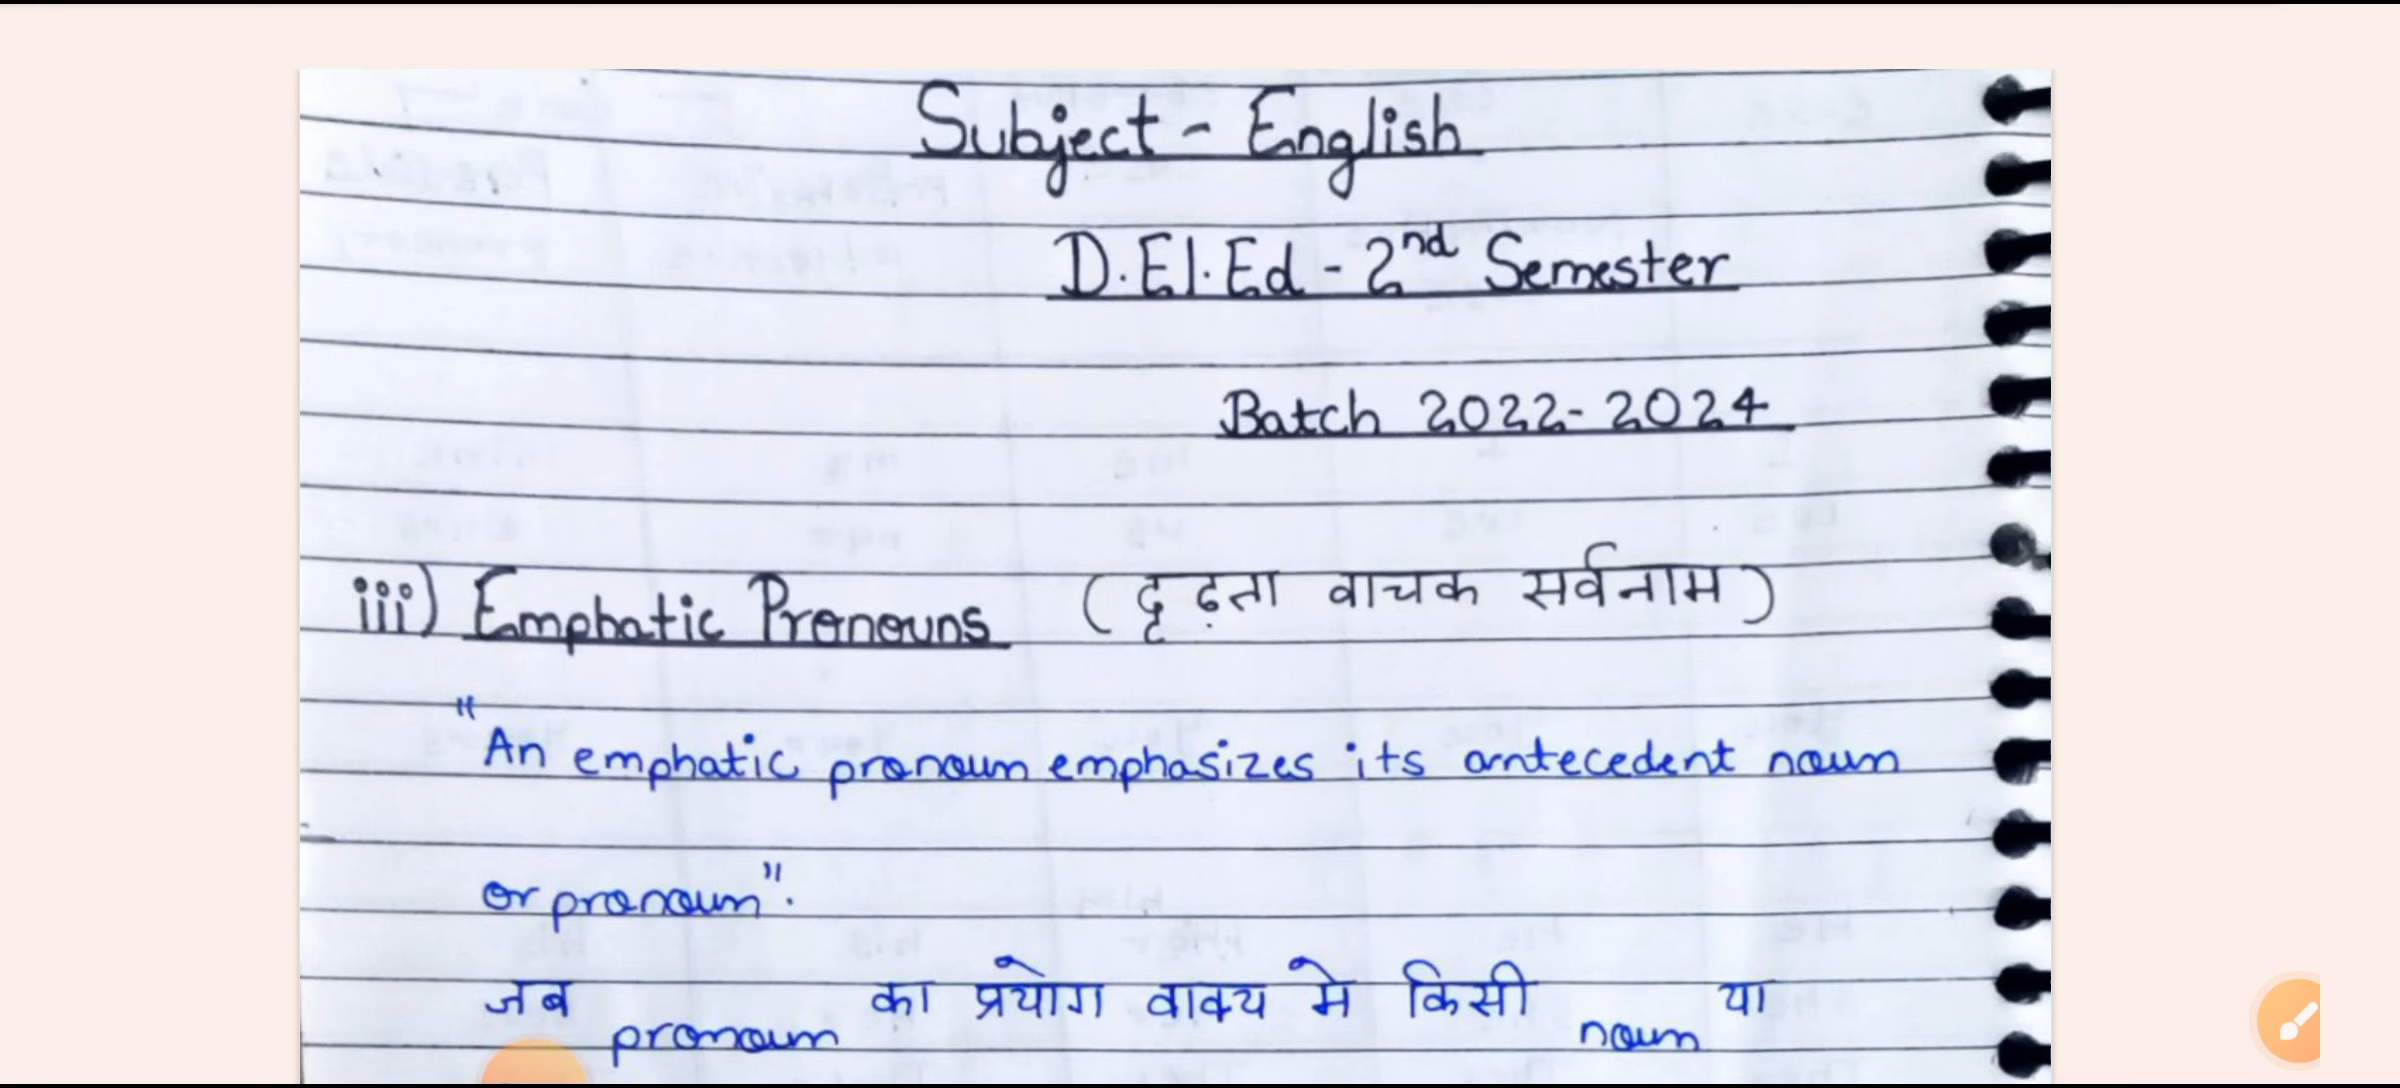 Subject - English
D.El.Ed - 2nd Semester
Batch 2022-2024
iii) Emphatic Pronouns (दृढ़ता वाचक सर्वनाम)
"An emphatic pronoun emphasizes its antecedent noun
or pronoun".
जब pronoun का प्रयोग वाक्य मे किसी noun या